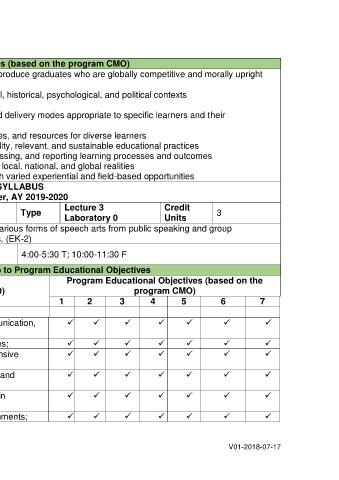 es (based on the program CMO)
produce graduates who are globally competitive and morally upright
l, historical, psychological, and political contexts
d delivery modes appropriate to specific learners and their
es, and resources for diverse learners
lity, relevant, and sustainable educational practices
ssing, and reporting learning processes and outcomes
local, national, and global realities
h varied experiential and field-based opportunities
SYLLABUS
er, AY 2019-2020
Type Lecture 3 Laboratory 0 Credit Units 3
arious forms of speech arts from public speaking and group
s. (EK-2)
4:00-5:30 T; 10:00-11:30 F
p to Program Educational Objectives
O) Program Educational Objectives (based on the
program CMO)
1 2 3 4 5 6 7
unication, ✓ ✓ ✓ ✓ ✓ ✓ ✓
es; ✓ ✓ ✓ ✓ ✓ ✓ ✓
nsive ✓ ✓ ✓ ✓ ✓ ✓ ✓
and ✓ ✓ ✓ ✓ ✓ ✓ ✓
in ✓ ✓ ✓ ✓ ✓ ✓ ✓
nments; ✓ ✓ ✓ ✓ ✓ ✓ ✓
V01-2018-07-17